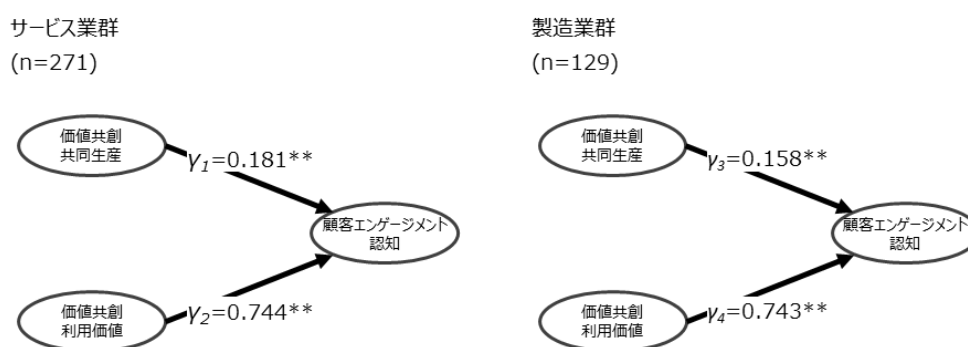 サービス業群
(n=271)
価値共創
共同生産
γ1=0.181**
顧客エンゲージメント
認知
価値共創
利用価値
γ2=0.744**
製造業群
(n=129)
価値共創
共同生産
γ3=0.158**
顧客エンゲージメント
認知
価値共創
利用価値
γ4=0.743**